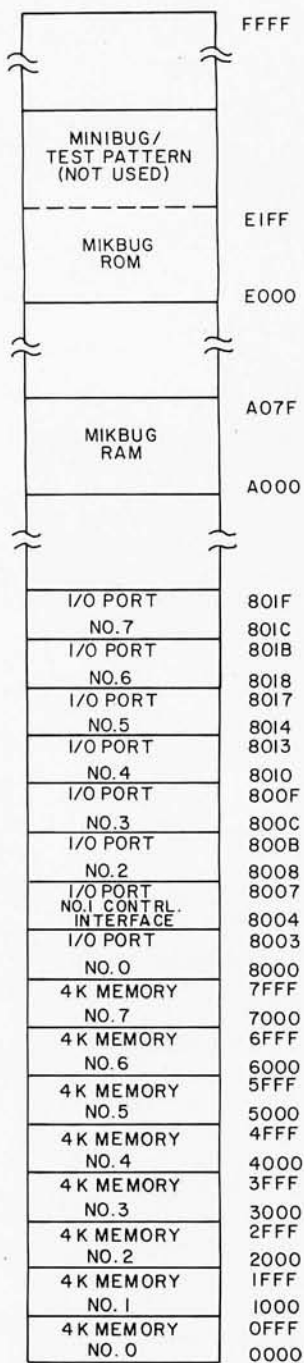 FFFF
MINIBUG/
TEST PATTERN
(NOT USED)
E1FF
MIKBUG
ROM
E000
A07F
MIKBUG
RAM
A000
I/O PORT 801F
NO. 7 801C
I/O PORT 801B
NO. 6 8018
I/O PORT 8017
NO. 5 8014
I/O PORT 8013
NO. 4 8010
I/O PORT 800F
NO. 3 800C
I/O PORT 800B
NO. 2 8008
I/O PORT 8007
NO. 1 CONTRL.
INTERFACE 8004
I/O PORT 8003
NO. 0 8000
4K MEMORY 7FFF
NO. 7 7000
4K MEMORY 6FFF
NO. 6 6000
4K MEMORY 5FFF
NO. 5 5000
4K MEMORY 4FFF
NO. 4 4000
4K MEMORY 3FFF
NO. 3 3000
4K MEMORY 2FFF
NO. 2 2000
4K MEMORY 1FFF
NO. 1 1000
4K MEMORY 0FFF
NO. 0 0000